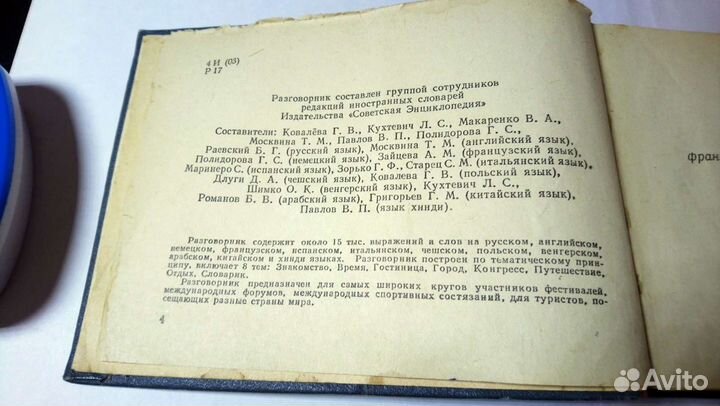 4 И (03)
Р 17
Разговорник составлен группой сотрудников
редакций иностранных словарей
Издательства «Советская Энциклопедия»
Составители: Ковалёва Г. В., Кухтевич Л. С., Макаренко В. А.,
Москвина Т. М., Павлов В. П., Полидорова Г. С.,
Раевский Б. Г. (русский язык), Москвина Т. М. (английский язык),
Полидорова Г. С. (немецкий язык), Зайцева А. М. (французский язык),
Маринеро С. (испанский язык), Зорько Г. Ф., Старец С. М. (итальянский язык),
Длуги Д. А. (чешский язык), Ковалева Г. В. (польский язык),
Шимко О. К. (венгерский язык), Кухтевич Л. С.,
Романов Б. В. (арабский язык), Григорьев Г. М. (китайский язык),
Павлов В. П. (язык хинди).
Разговорник содержит около 15 тыс. выражений и слов на русском, английском,
немецком, французском, испанском, итальянском, чешском, польском, венгерском,
арабском, китайском и хинди языках. Разговорник построен по тематическому прин-
ципу, включает 8 тем: Знакомство, Время, Гостиница, Город, Конгресс, Путешествие,
Отдых, Словарик.
Разговорник предназначен для самых широких кругов участников фестивалей,
международных форумов, международных спортивных состязаний, для туристов, по-
сещающих разные страны мира.
4
фран
Avito